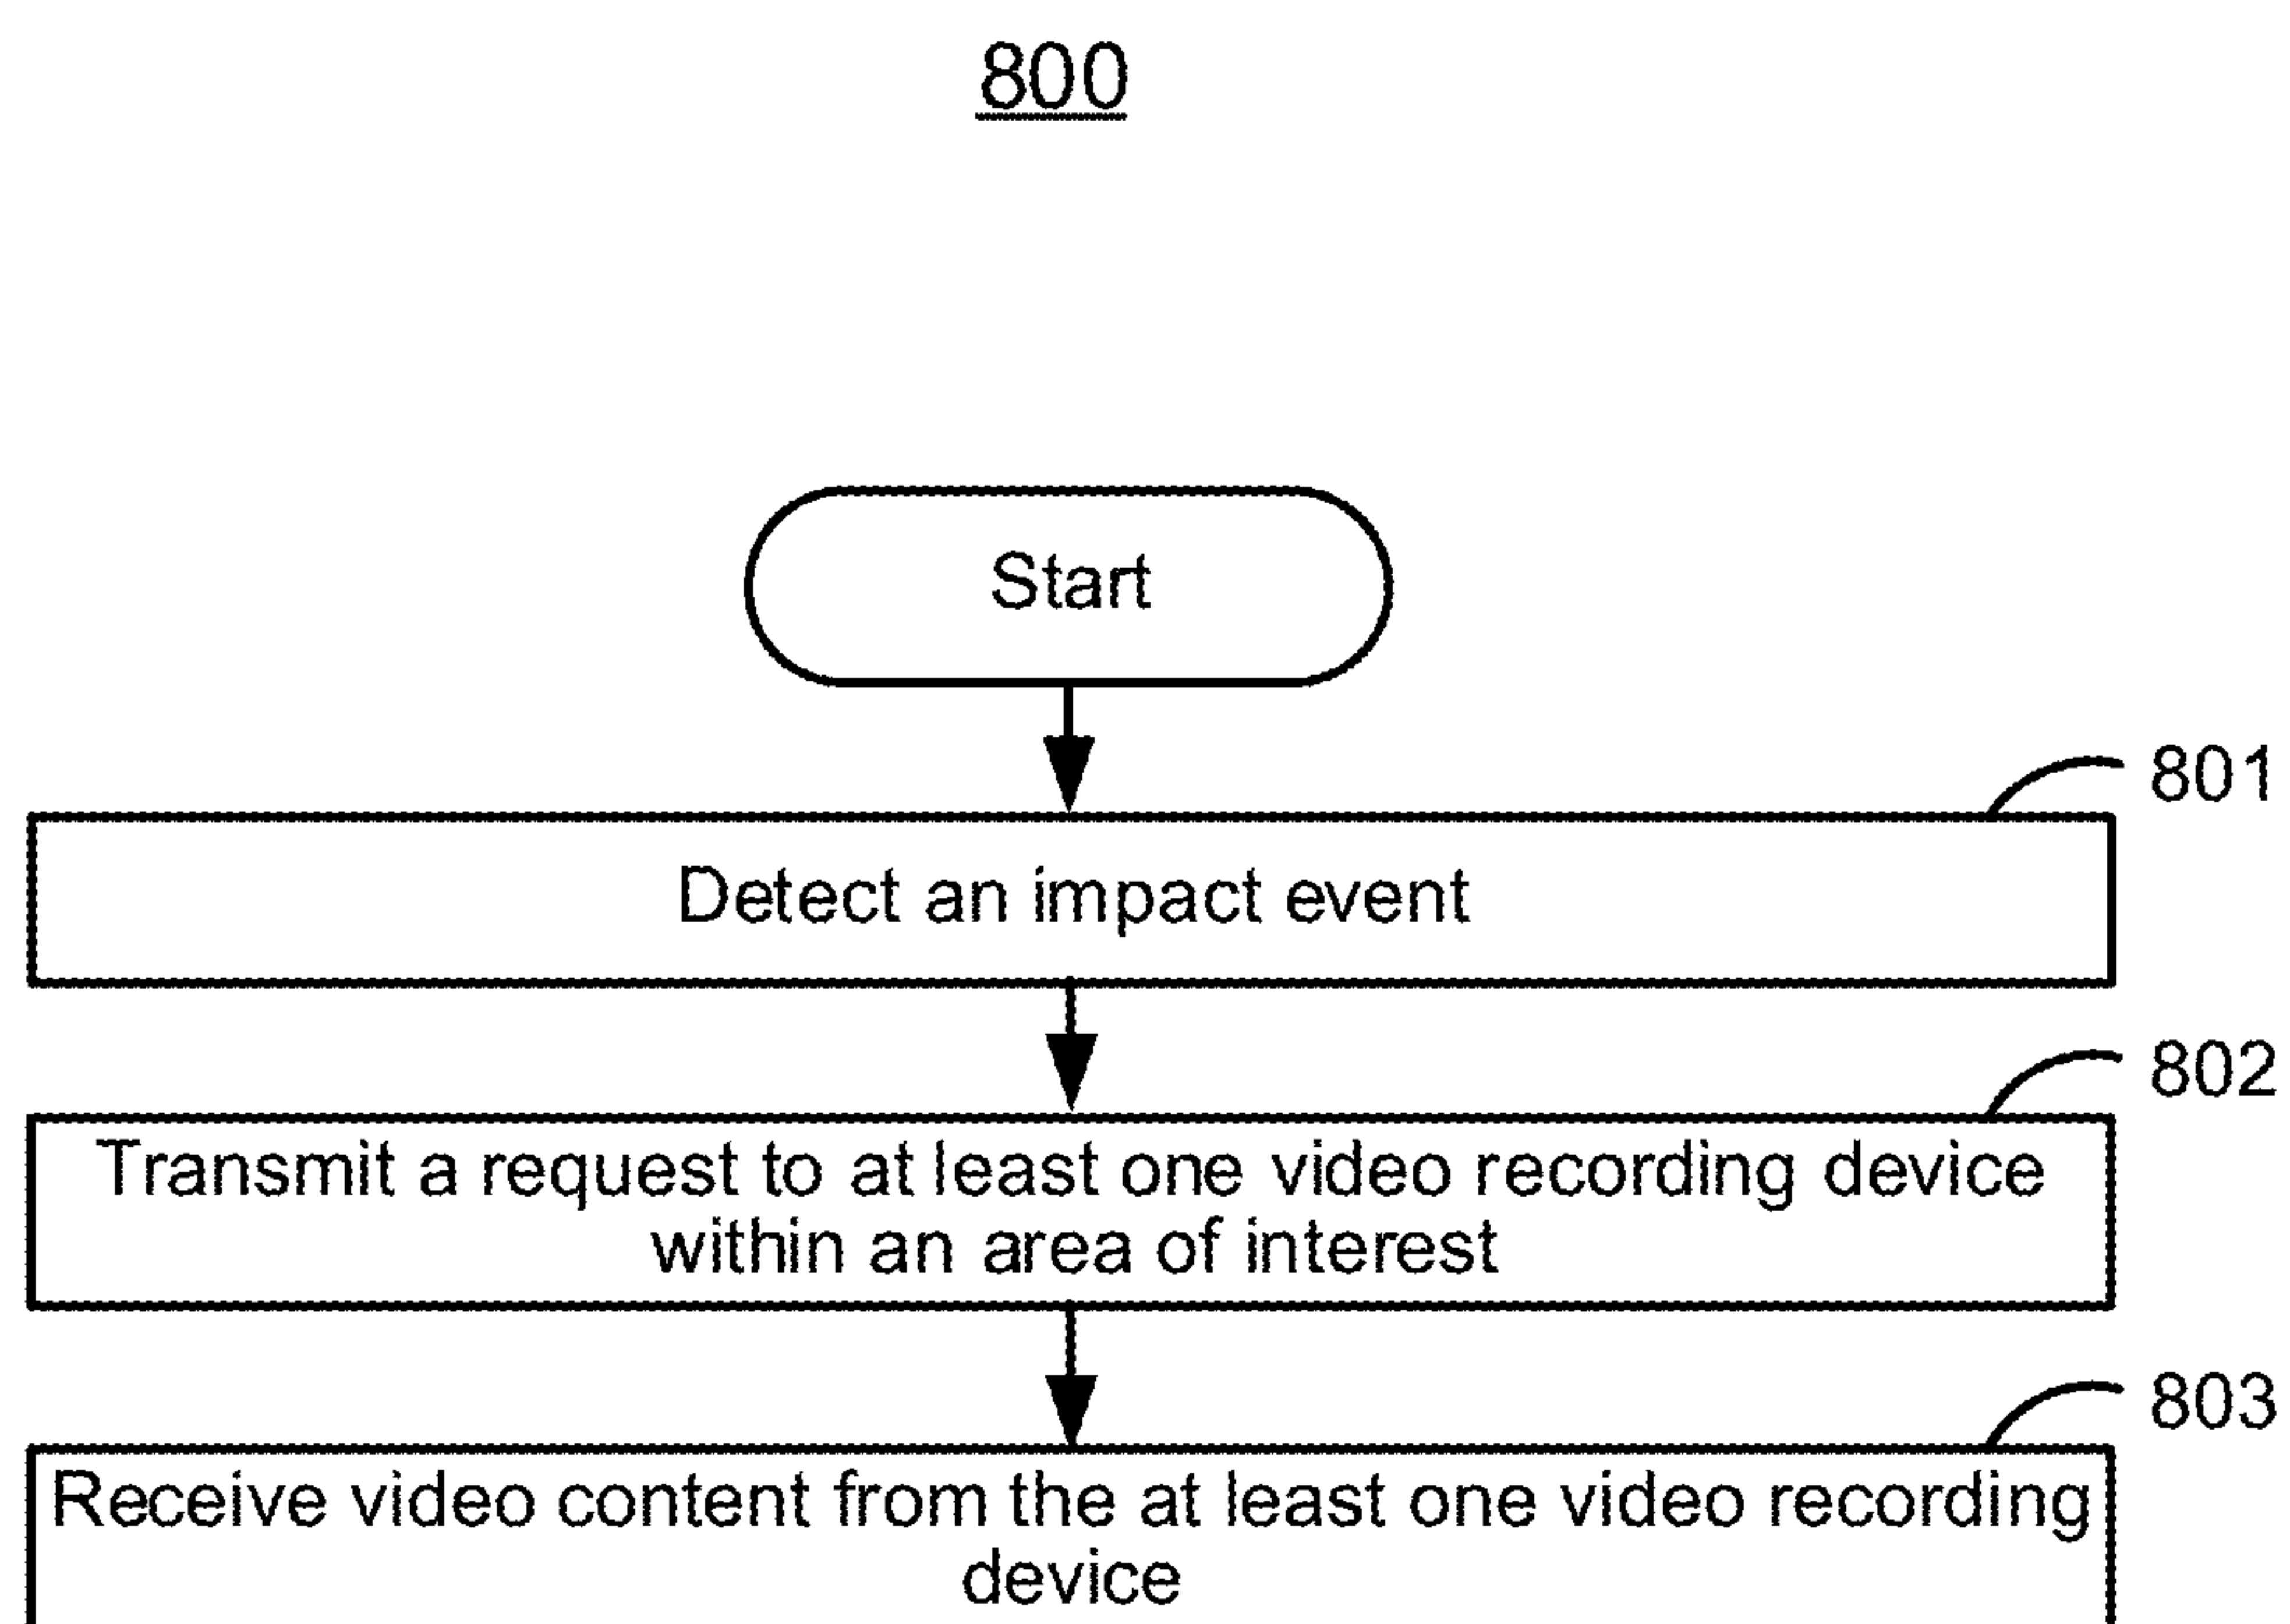 800
Start
801
Detect an impact event
802
Transmit a request to at least one video recording device
within an area of interest
803
Receive video content from the at least one video recording
device